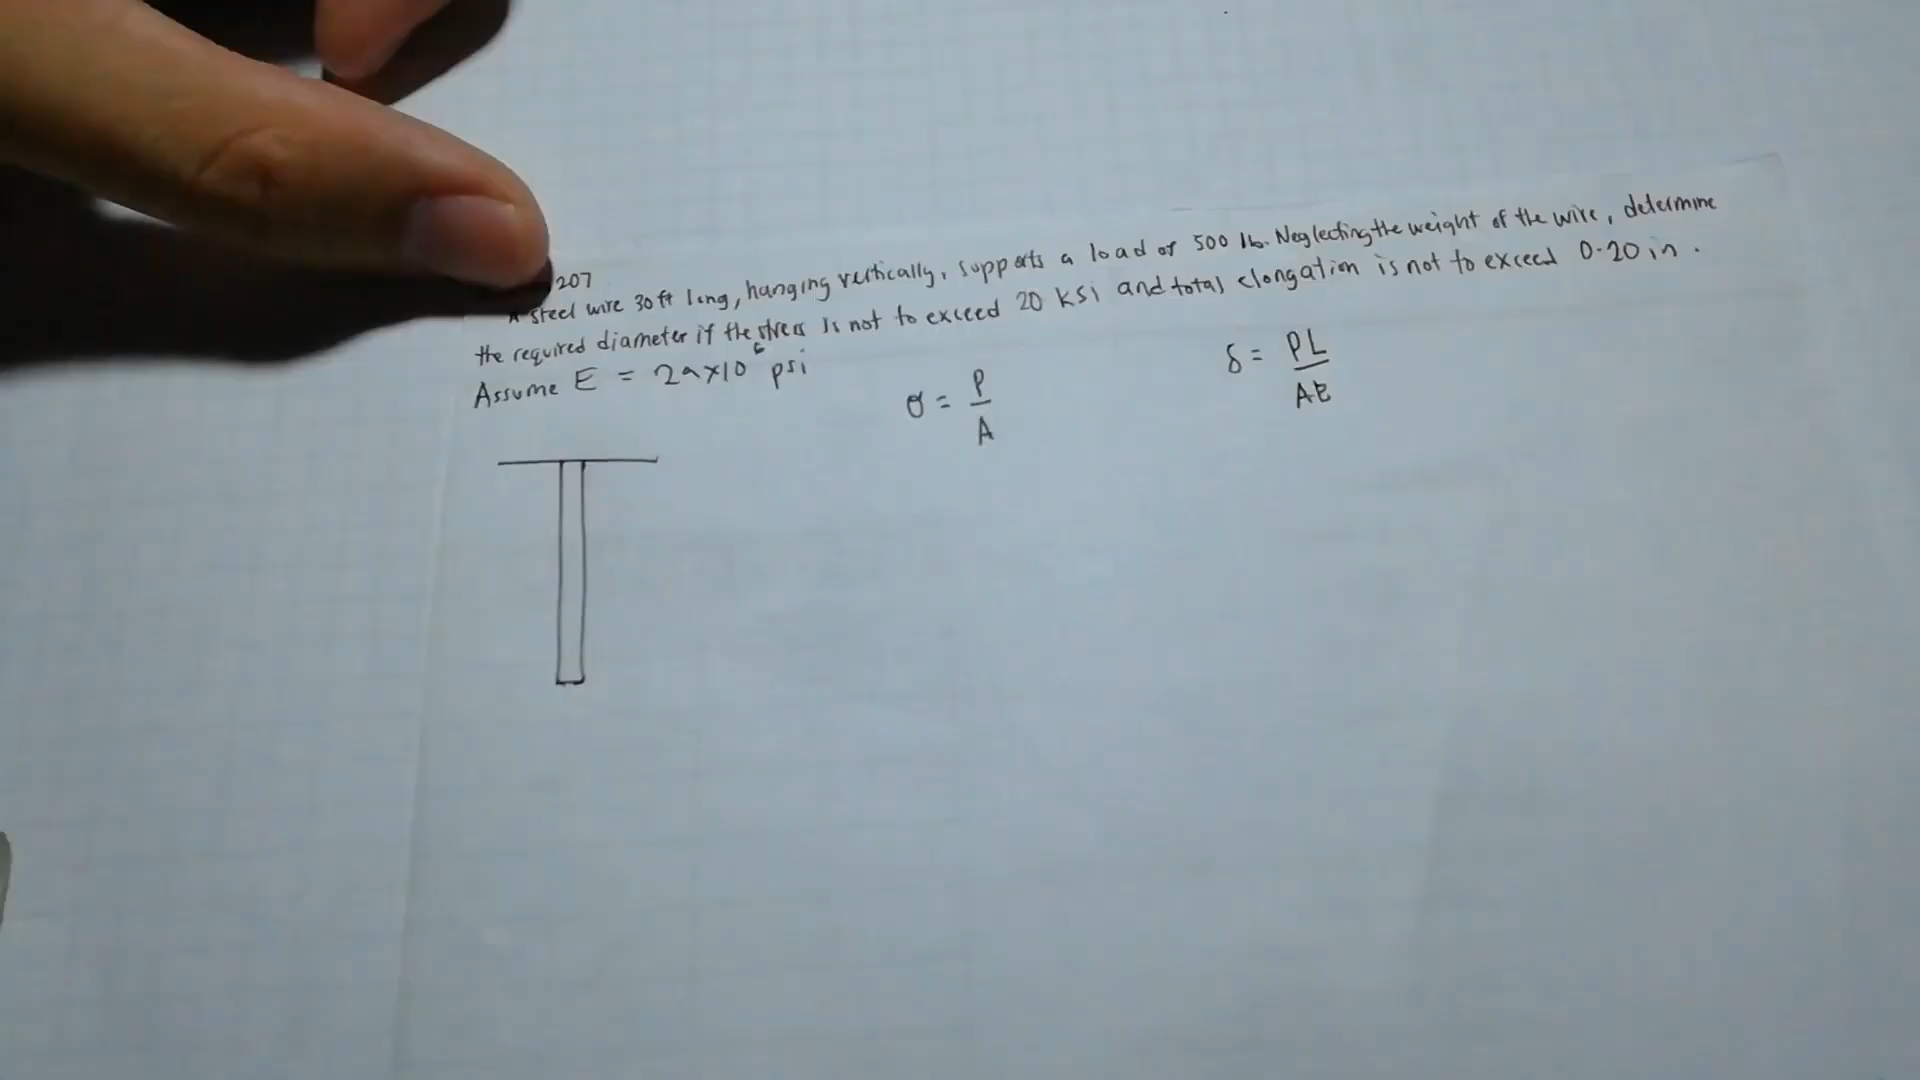 207
A steel wire 30 ft long, hanging vertically, supports a load of 500 lb. Neglecting the weight of the wire, determine
the required diameter if the stress is not to exceed 20 ksi and total elongation is not to exceed 0.20 in.
Assume E = 29×10⁶ psi
σ = P/A
δ = PL/AE